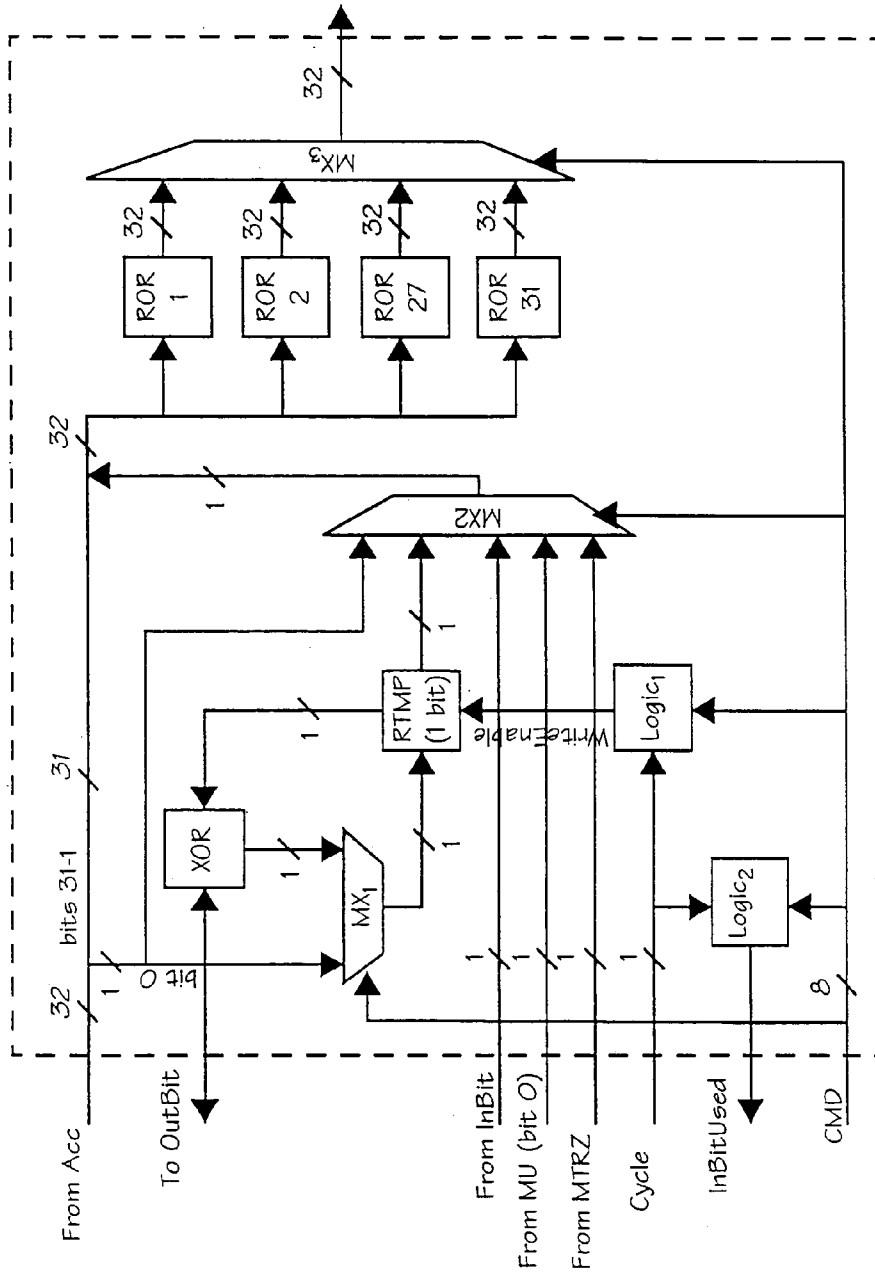 From Acc
32
1
bit 0
bits 31-1
31
32
1
To OutBit
XOR
1
1
MX1
1
RTMP
(1 bit)
1
MX2
ROR
1
32
ROR
2
32
ROR
27
32
ROR
31
32
MX3
32
From InBit
1
From MU (bit 0)
1
From MTRZ
1
Cycle
1
WriteEnable
Logic1
Logic2
InBitUsed
CMD
8